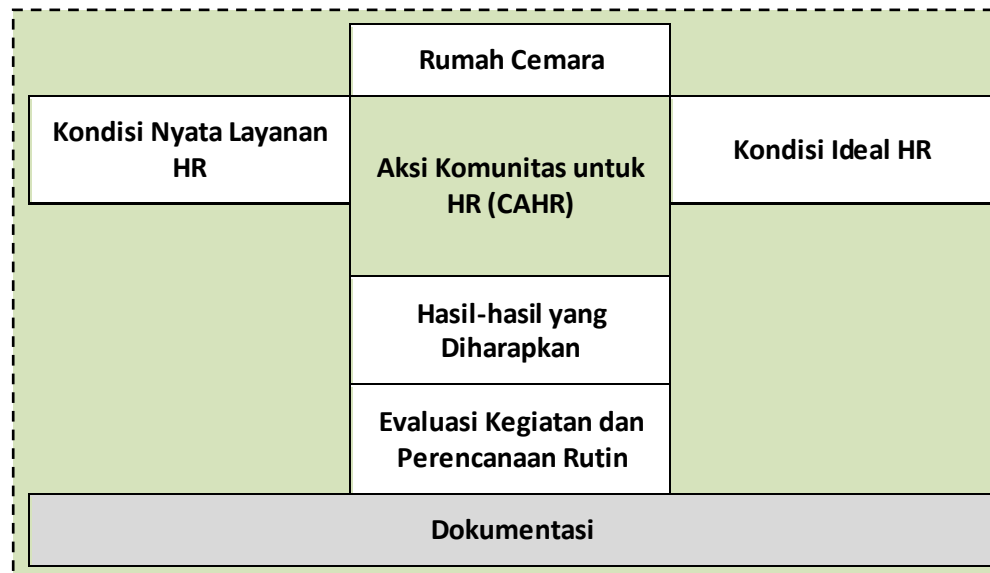 Rumah Cemara
Kondisi Nyata Layanan
HR
Aksi Komunitas untuk
HR (CAHR)
Kondisi Ideal HR
Hasil-hasil yang
Diharapkan
Evaluasi Kegiatan dan
Perencanaan Rutin
Dokumentasi